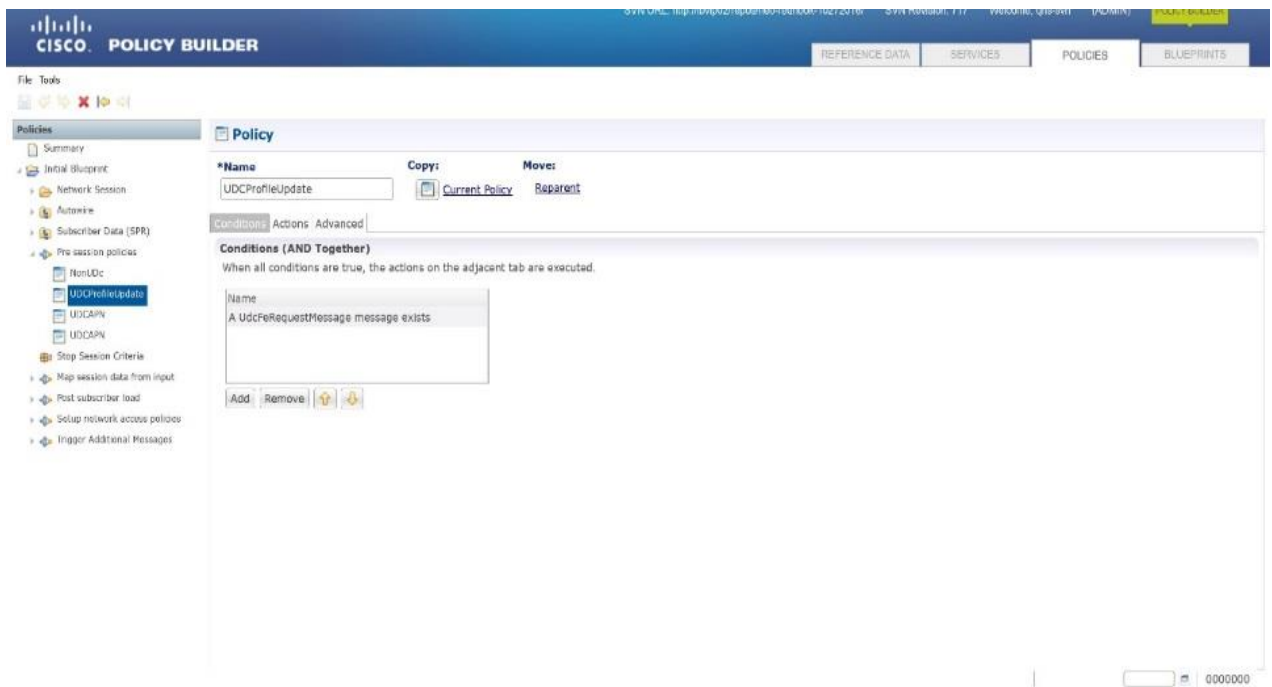 CISCO. POLICY BUILDER
REFERENCE DATA
SERVICES
POLICIES
BLUEPRINTS
File Tools
Policies
Summary
Initial Blueprint
Network Session
Autowire
Subscriber Data (SPR)
Pre session policies
NonUDc
UDCProfileUpdate
UDCAPN
UDCAPN
Stop Session Criteria
Map session data from input
Post subscriber load
Setup network access policies
Trigger Additional Messages
Policy
*Name
Copy:
Move:
UDCProfileUpdate
Current Policy
Reparent
Conditions Actions Advanced
Conditions (AND Together)
When all conditions are true, the actions on the adjacent tab are executed.
Name
A UdcFeRequestMessage message exists
Add Remove
0000000